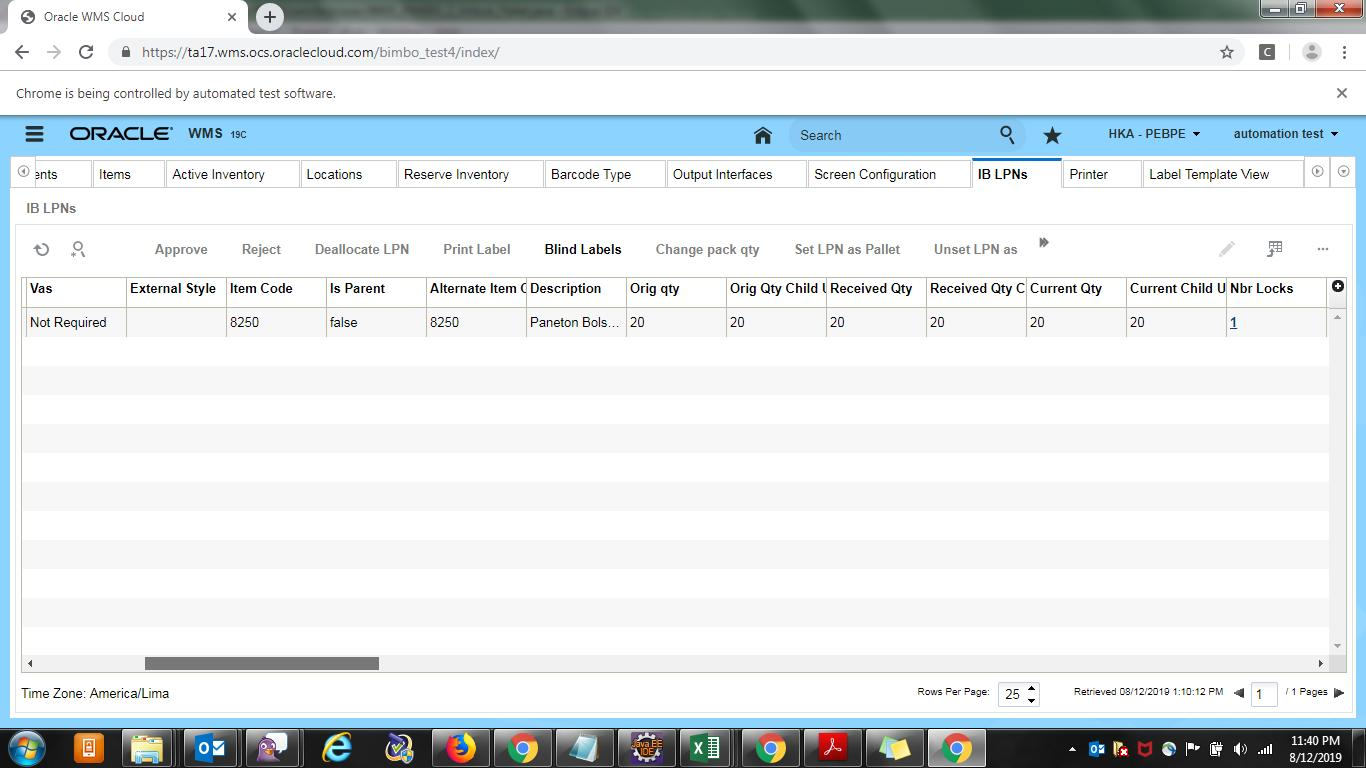 Oracle WMS Cloud
https://ta17.wms.ocs.oraclecloud.com/bimbo_test4/index/
C
Chrome is being controlled by automated test software.
ORACLE WMS 19C
Search
HKA - PEBPE
automation test
ents Items Active Inventory Locations Reserve Inventory Barcode Type Output Interfaces Screen Configuration IB LPNs Printer Label Template View
IB LPNs
Approve Reject Deallocate LPN Print Label Blind Labels Change pack qty Set LPN as Pallet Unset LPN as
Vas External Style Item Code Is Parent Alternate Item C Description Orig qty Orig Qty Child U Received Qty Received Qty C Current Qty Current Child U Nbr Locks
Not Required 8250 false 8250 Paneton Bols... 20 20 20 20 20 20 1
Time Zone: America/Lima
Rows Per Page: 25 Retrieved 08/12/2019 1:10:12 PM 1 / 1 Pages
Java EE
IDE
11:40 PM
8/12/2019